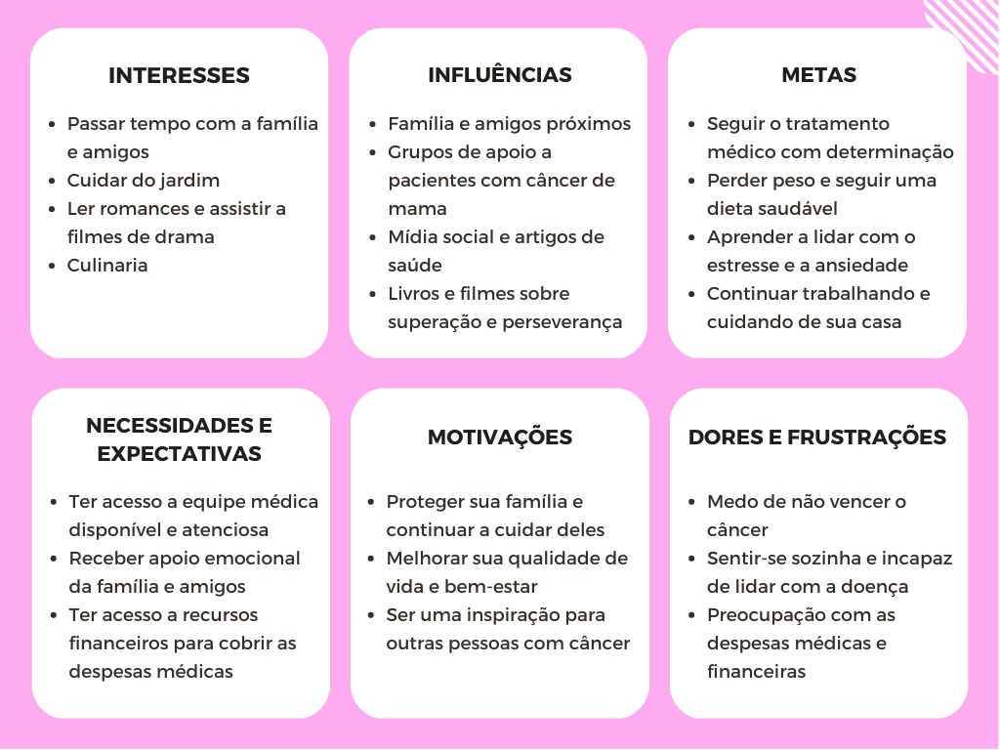 INTERESSES
• Passar tempo com a família
e amigos
• Cuidar do jardim
• Ler romances e assistir a
filmes de drama
• Culinaria
INFLUÊNCIAS
• Família e amigos próximos
• Grupos de apoio a
pacientes com câncer de
mama
• Mídia social e artigos de
saúde
• Livros e filmes sobre
superação e perseverança
METAS
• Seguir o tratamento
médico com determinação
• Perder peso e seguir uma
dieta saudável
• Aprender a lidar com o
estresse e a ansiedade
• Continuar trabalhando e
cuidando de sua casa
NECESSIDADES E
EXPECTATIVAS
• Ter acesso a equipe médica
disponível e atenciosa
• Receber apoio emocional
da família e amigos
• Ter acesso a recursos
financeiros para cobrir as
despesas médicas
MOTIVAÇÕES
• Proteger sua família e
continuar a cuidar deles
• Melhorar sua qualidade de
vida e bem-estar
• Ser uma inspiração para
outras pessoas com câncer
DORES E FRUSTRAÇÕES
• Medo de não vencer o
câncer
• Sentir-se sozinha e incapaz
de lidar com a doença
• Preocupação com as
despesas médicas e
financeiras